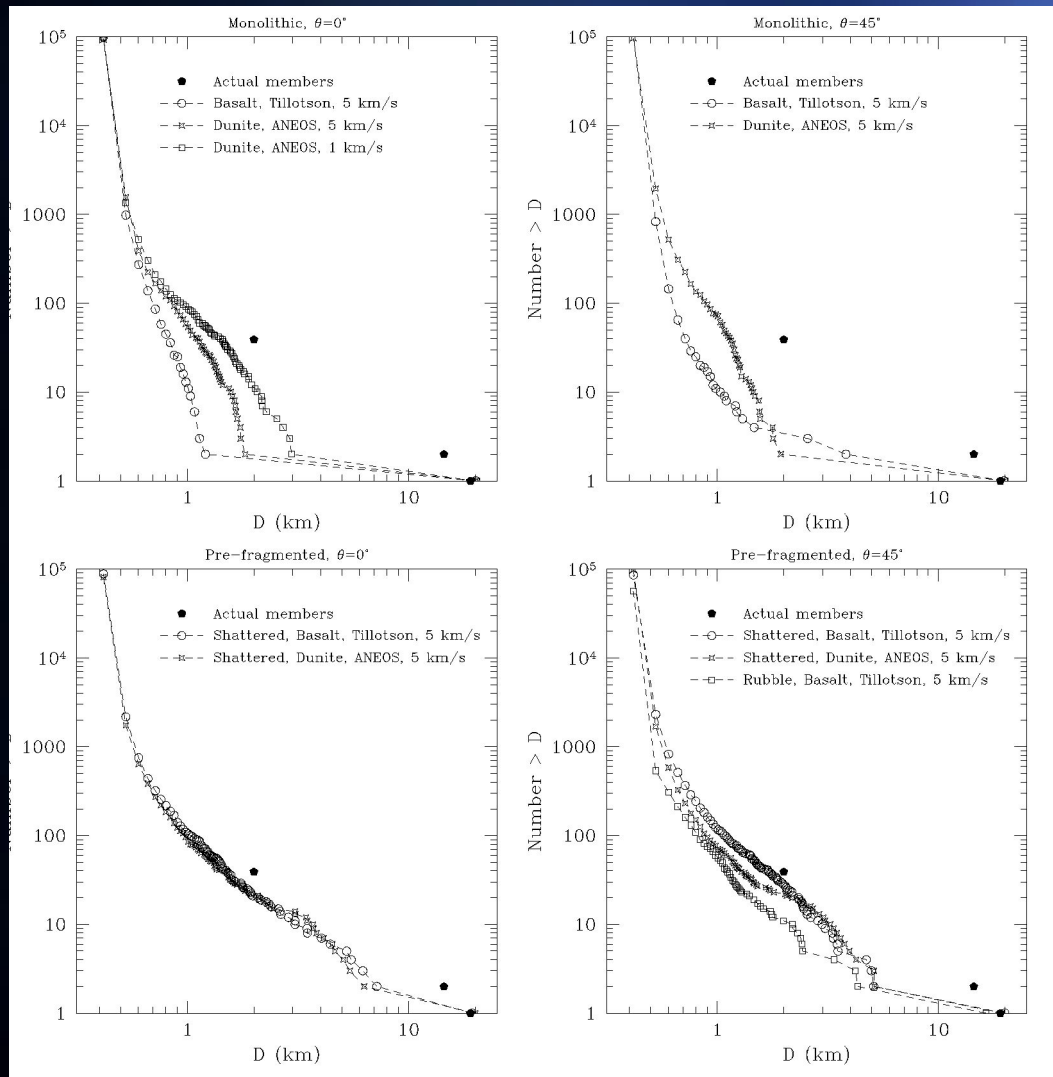 Monolithic, θ=0°
10⁵
10⁴
1000
100
10
1
Actual members
Basalt, Tillotson, 5 km/s
Dunite, ANEOS, 5 km/s
Dunite, ANEOS, 1 km/s
1
10
D (km)
Monolithic, θ=45°
Number > D
10⁵
10⁴
1000
100
10
1
Actual members
Basalt, Tillotson, 5 km/s
Dunite, ANEOS, 5 km/s
1
10
D (km)
Pre-fragmented, θ=0°
10⁵
10⁴
1000
100
10
1
Actual members
Shattered, Basalt, Tillotson, 5 km/s
Shattered, Dunite, ANEOS, 5 km/s
1
10
D (km)
Pre-fragmented, θ=45°
Number > D
10⁵
10⁴
1000
100
10
1
Actual members
Shattered, Basalt, Tillotson, 5 km/s
Shattered, Dunite, ANEOS, 5 km/s
Rubble, Basalt, Tillotson, 5 km/s
1
10
D (km)